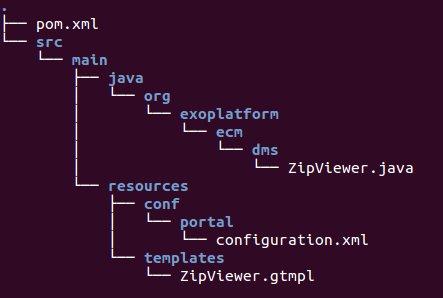 .
├── pom.xml
└── src
    └── main
        ├── java
        │   └── org
        │       └── exoplatform
        │           └── ecm
        │               └── dms
        │                   └── ZipViewer.java
        └── resources
            ├── conf
            │   └── portal
            │       └── configuration.xml
            └── templates
                └── ZipViewer.gtmpl